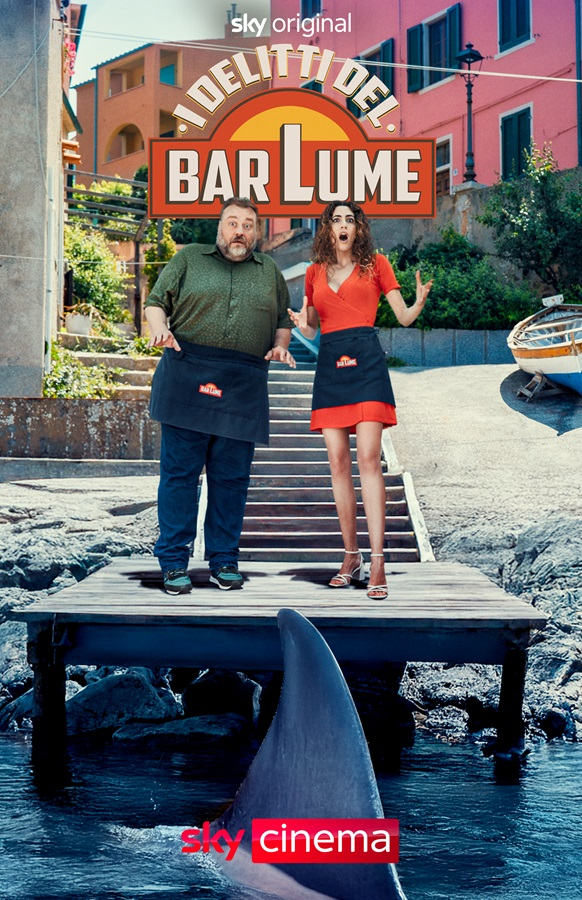 sky original
I DELITTI DEL
BAR LUME
BAR LUME
BAR LUME
sky cinema